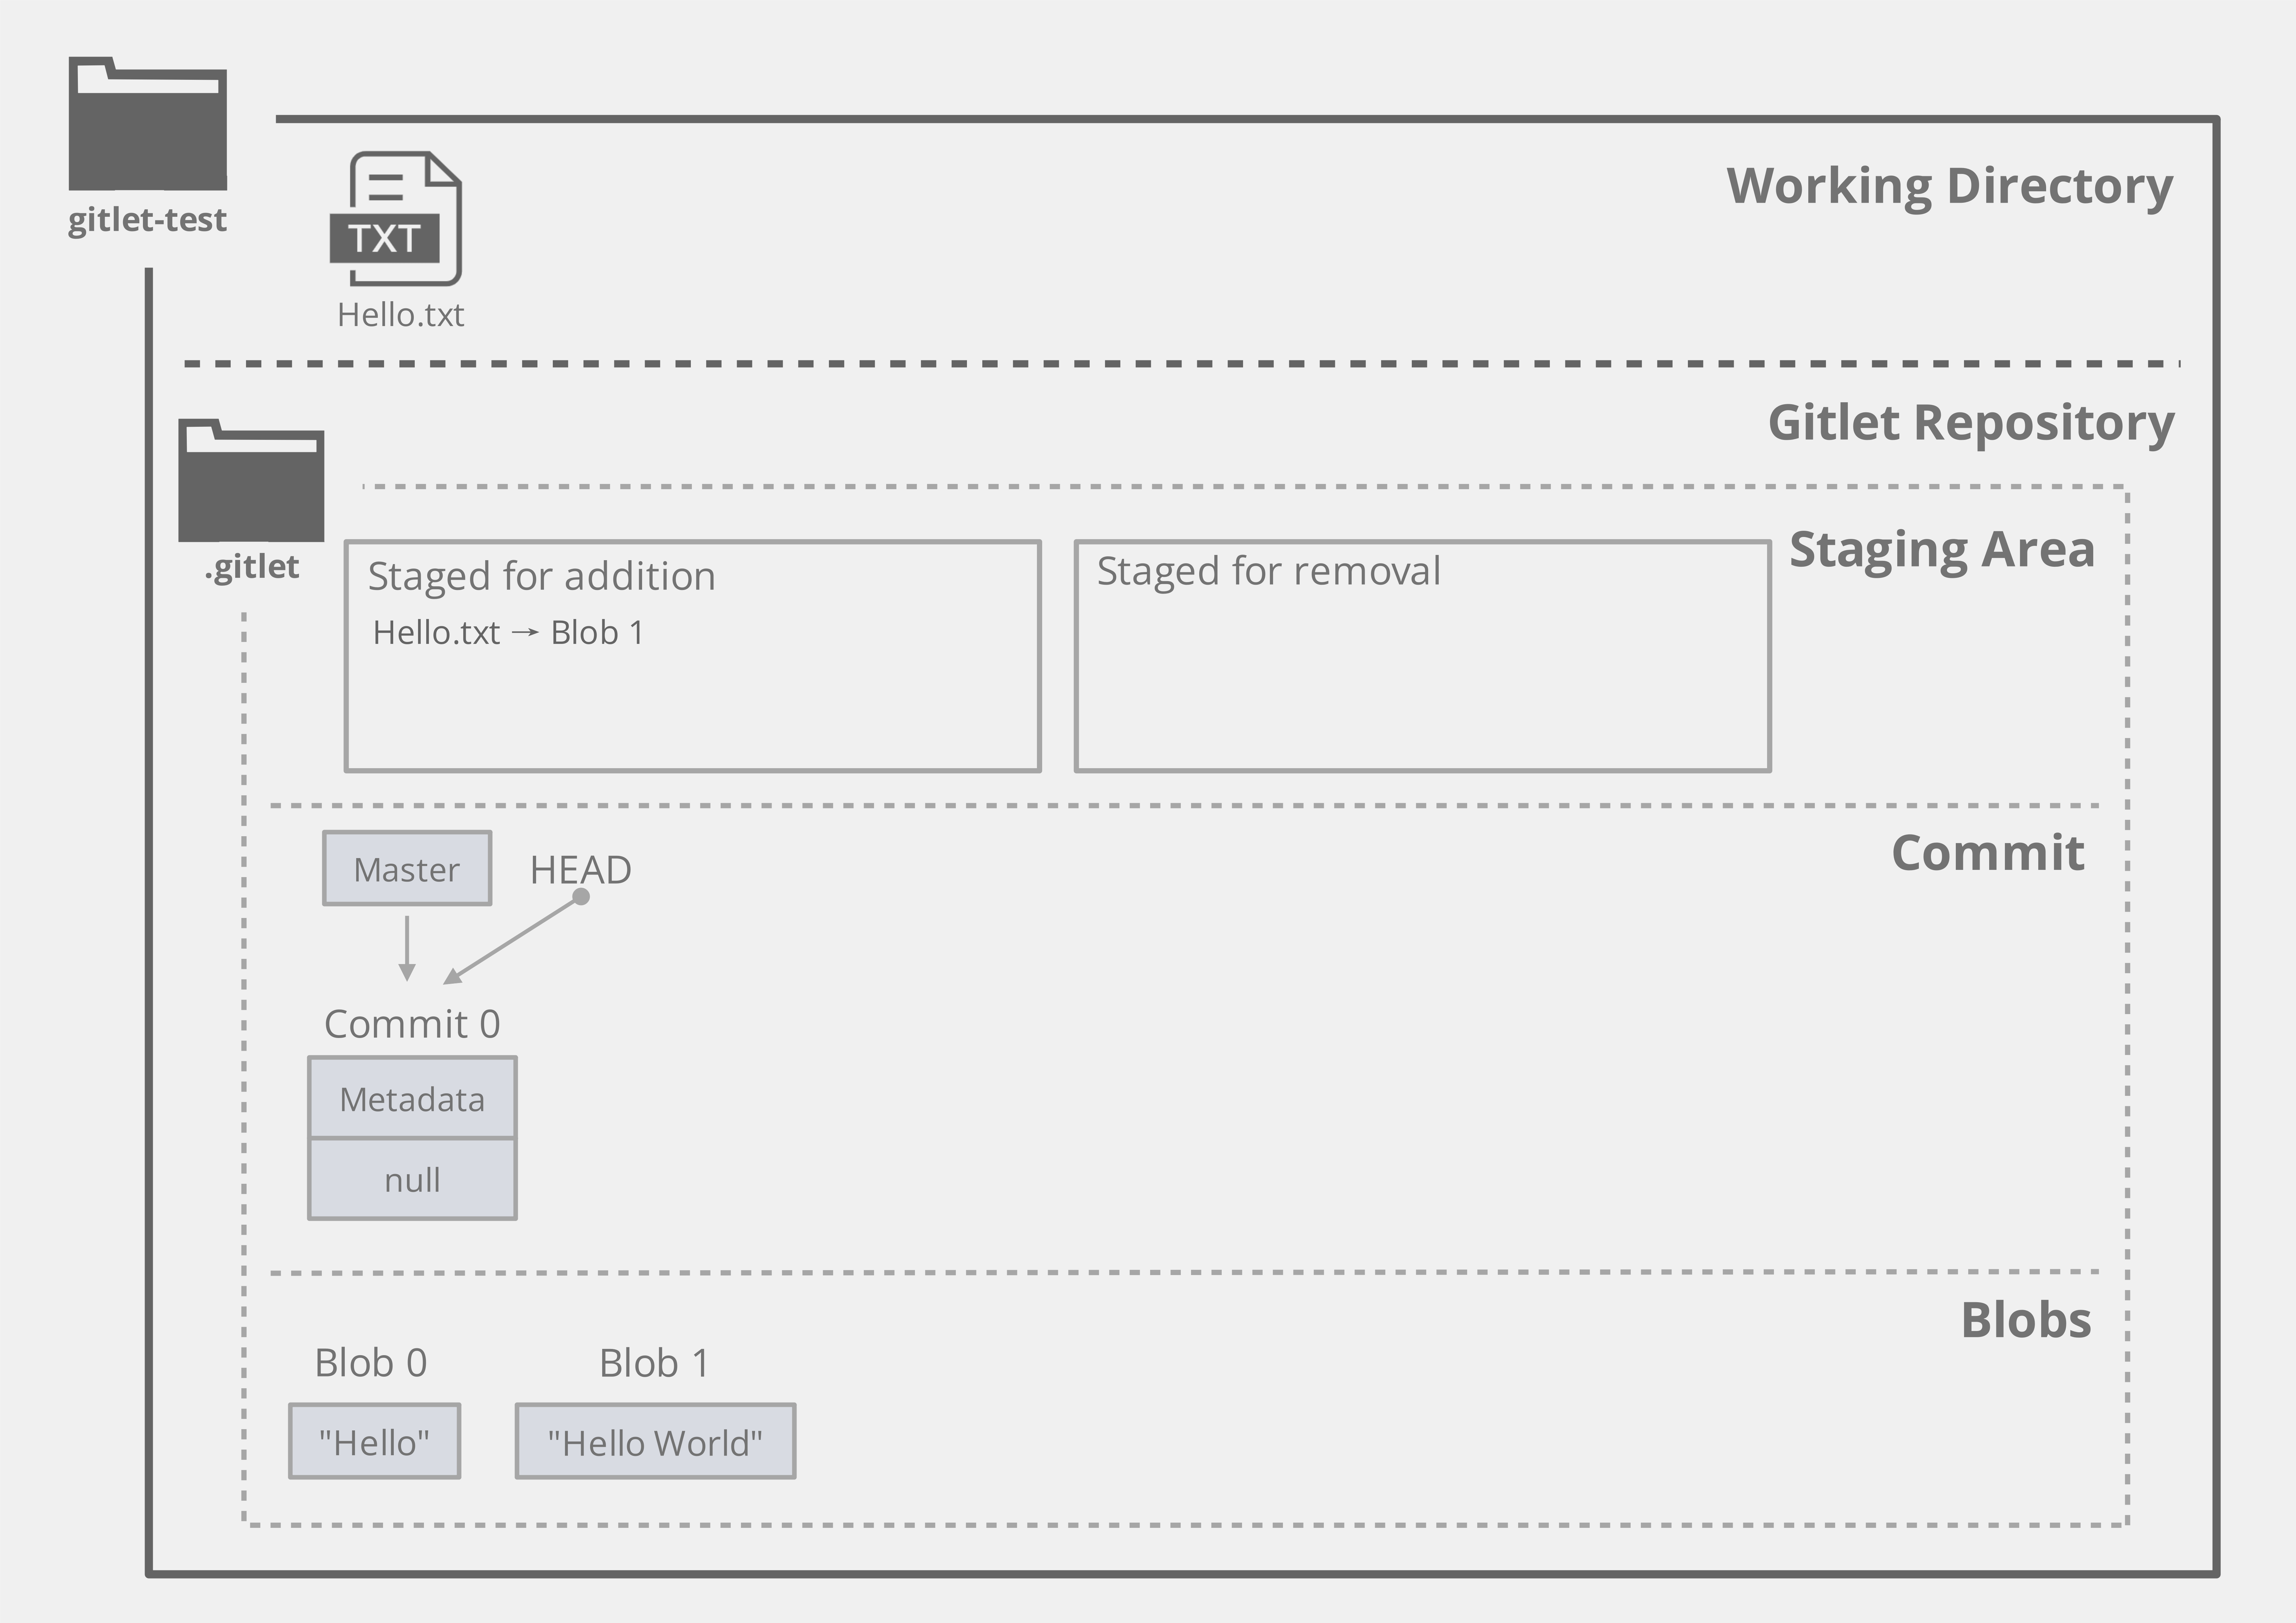 gitlet-test
Working Directory
TXT
Hello.txt
Gitlet Repository
.gitlet
Staging Area
Staged for addition
Hello.txt → Blob 1
Staged for removal
Commit
Master
HEAD
Commit 0
Metadata
null
Blobs
Blob 0
Blob 1
"Hello"
"Hello World"